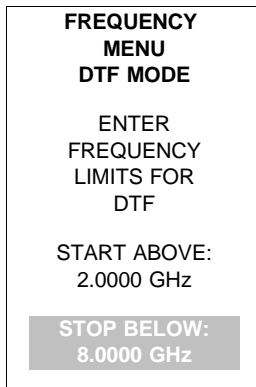 FREQUENCY
MENU
DTF MODE
ENTER
FREQUENCY
LIMITS FOR
DTF
START ABOVE:
2.0000 GHz
STOP BELOW:
8.0000 GHz